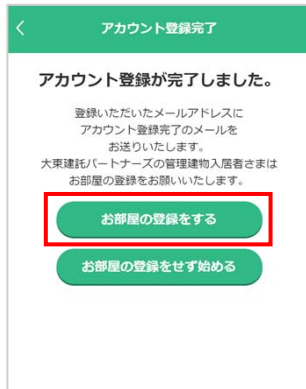 アカウント登録完了
アカウント登録が完了しました。
登録いただいたメールアドレスに
アカウント登録完了のメールを
お送りいたします。
大東建託パートナーズの管理建物入居者さまは
お部屋の登録をお願いいたします。
お部屋の登録をする
お部屋の登録をせず始める